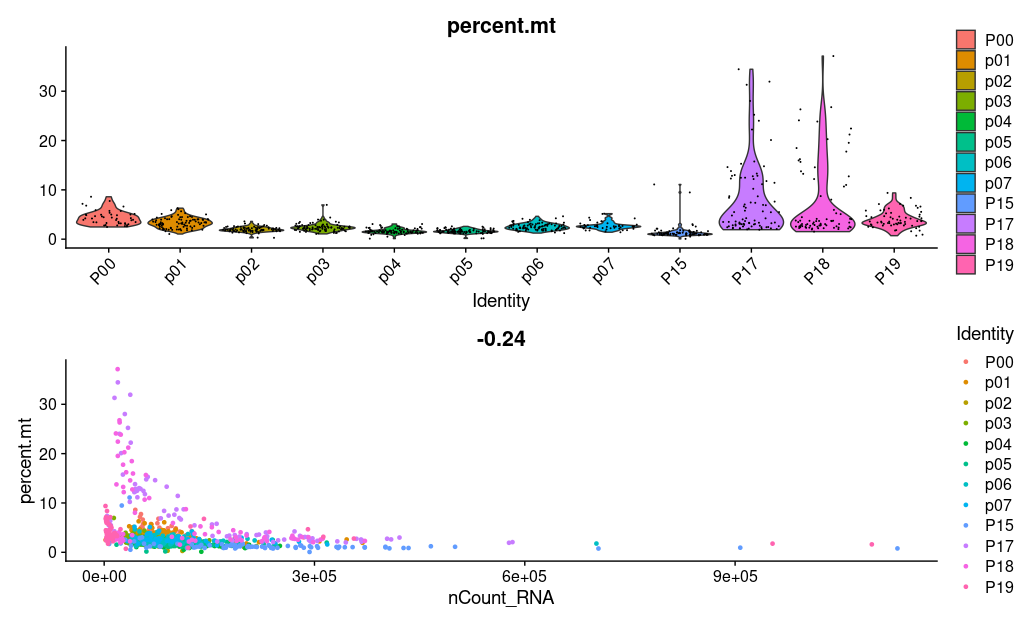 percent.mt
30
20
10
0
P00 p01 p02 p03 p04 p05 p06 p07 P15 P17 P18 P19
Identity
P00
p01
p02
p03
p04
p05
p06
p07
P15
P17
P18
P19
-0.24
percent.mt
30
20
10
0
0e+00 3e+05 6e+05 9e+05
nCount_RNA
Identity
P00
p01
p02
p03
p04
p05
p06
p07
P15
P17
P18
P19